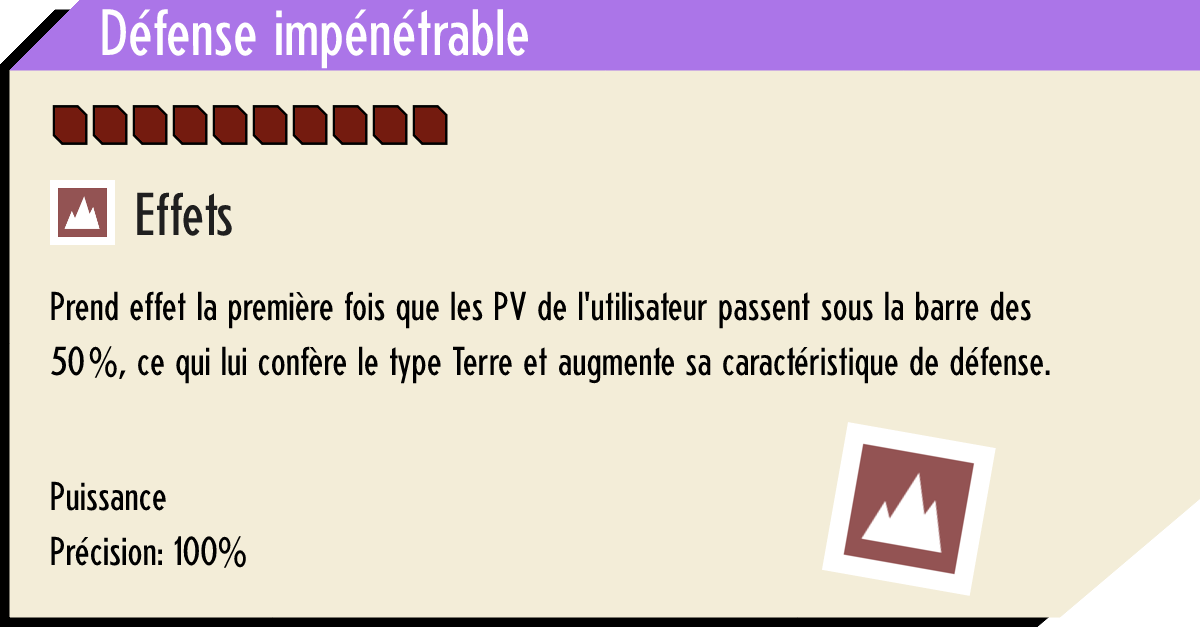 Défense impénétrable
Effets
Prend effet la première fois que les PV de l'utilisateur passent sous la barre des
50 %, ce qui lui confère le type Terre et augmente sa caractéristique de défense.
Puissance
Précision: 100%